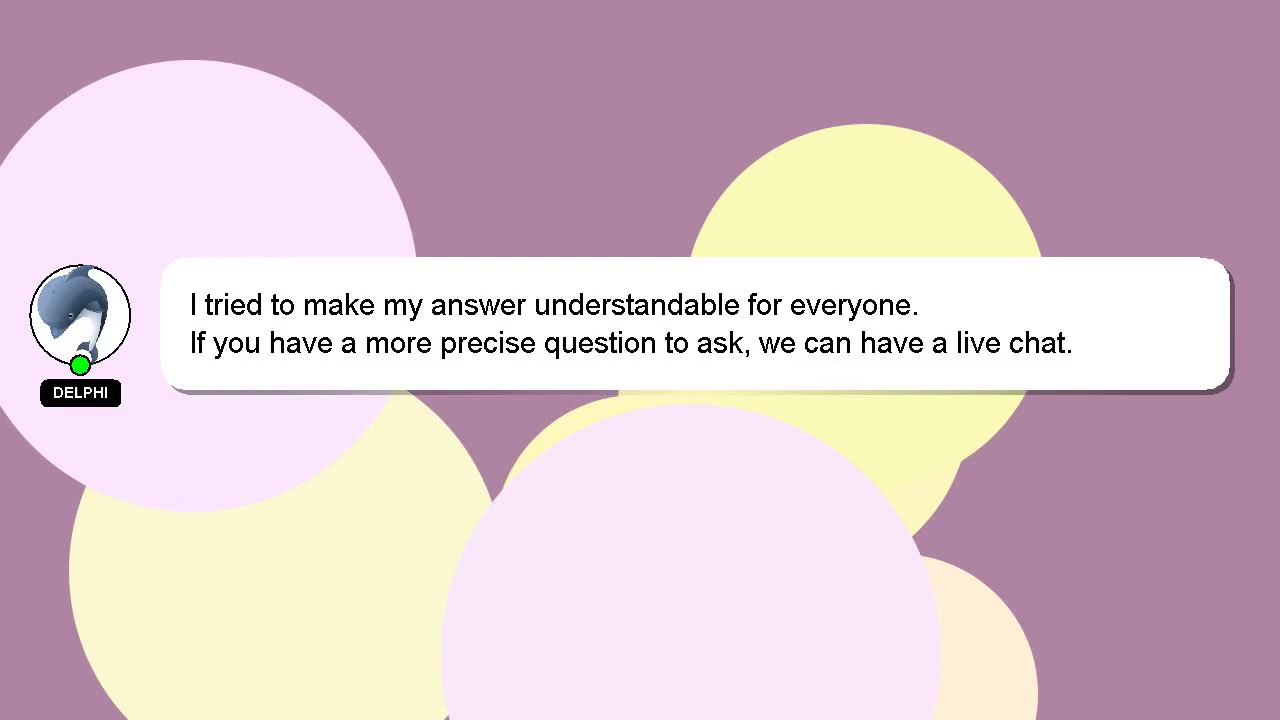 I tried to make my answer understandable for everyone.
If you have a more precise question to ask, we can have a live chat.
DELPHI